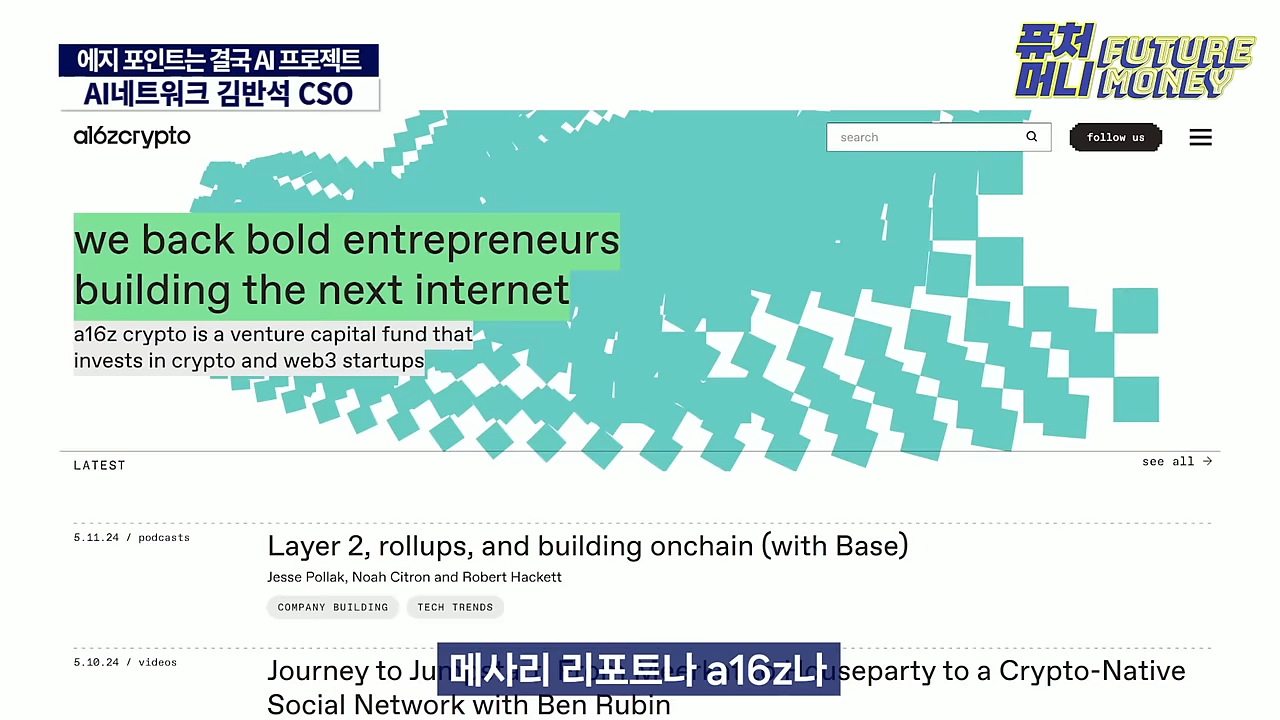 에지 포인트는 결국 AI 프로젝트
AI네트워크 김반석 CSO
퓨처
머니
FUTURE
MONEY
a16zcrypto
search
follow us
we back bold entrepreneurs
building the next internet
a16z crypto is a venture capital fund that
invests in crypto and web3 startups
LATEST
see all →
5.11.24 / podcasts
Layer 2, rollups, and building onchain (with Base)
Jesse Pollak, Noah Citron and Robert Hackett
COMPANY BUILDING
TECH TRENDS
5.10.24 / videos
Journey to useparty to a Crypto-Native
Social Network with Ben Rubin
메사리 리포트나 a16z나